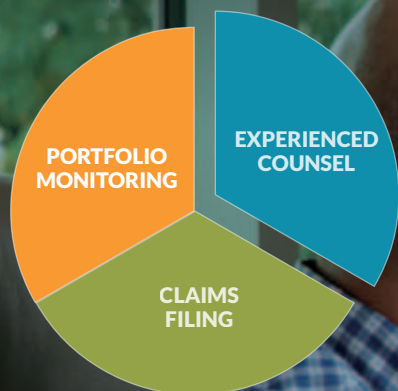 PORTFOLIO
MONITORING
EXPERIENCED
COUNSEL
CLAIMS
FILING